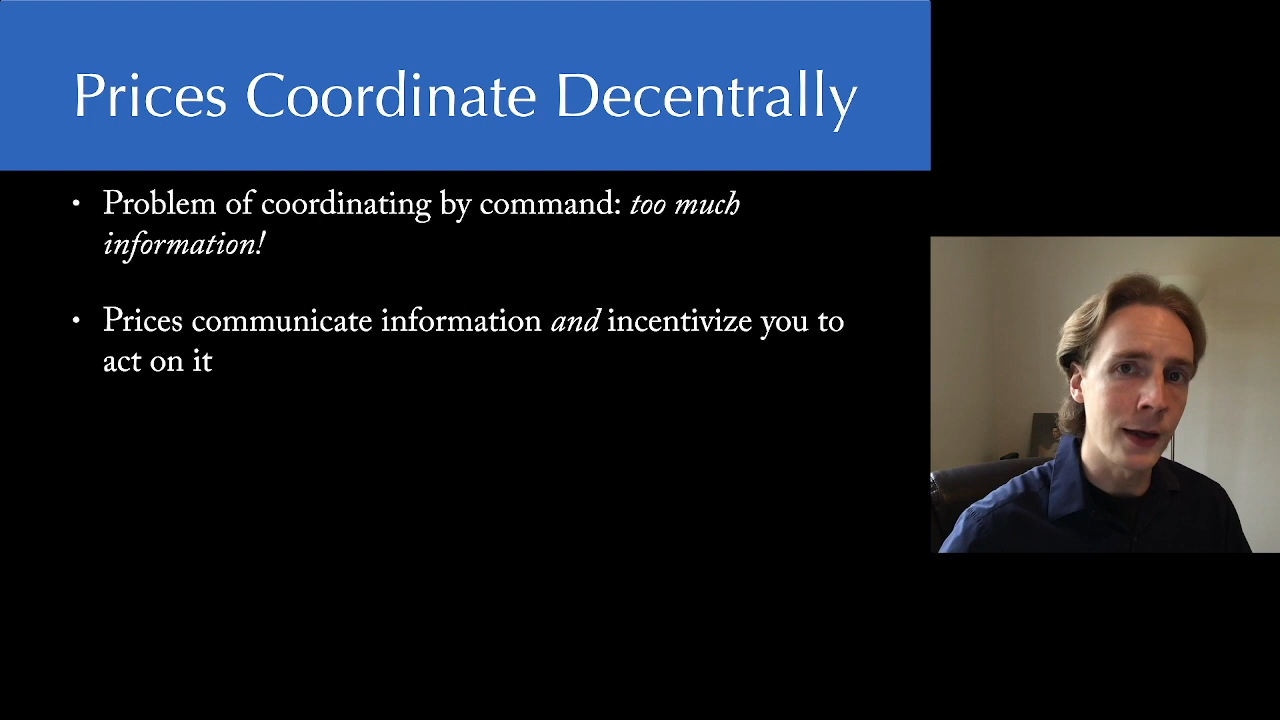 Prices Coordinate Decentrally
• Problem of coordinating by command: too much
information!
• Prices communicate information and incentivize you to
act on it